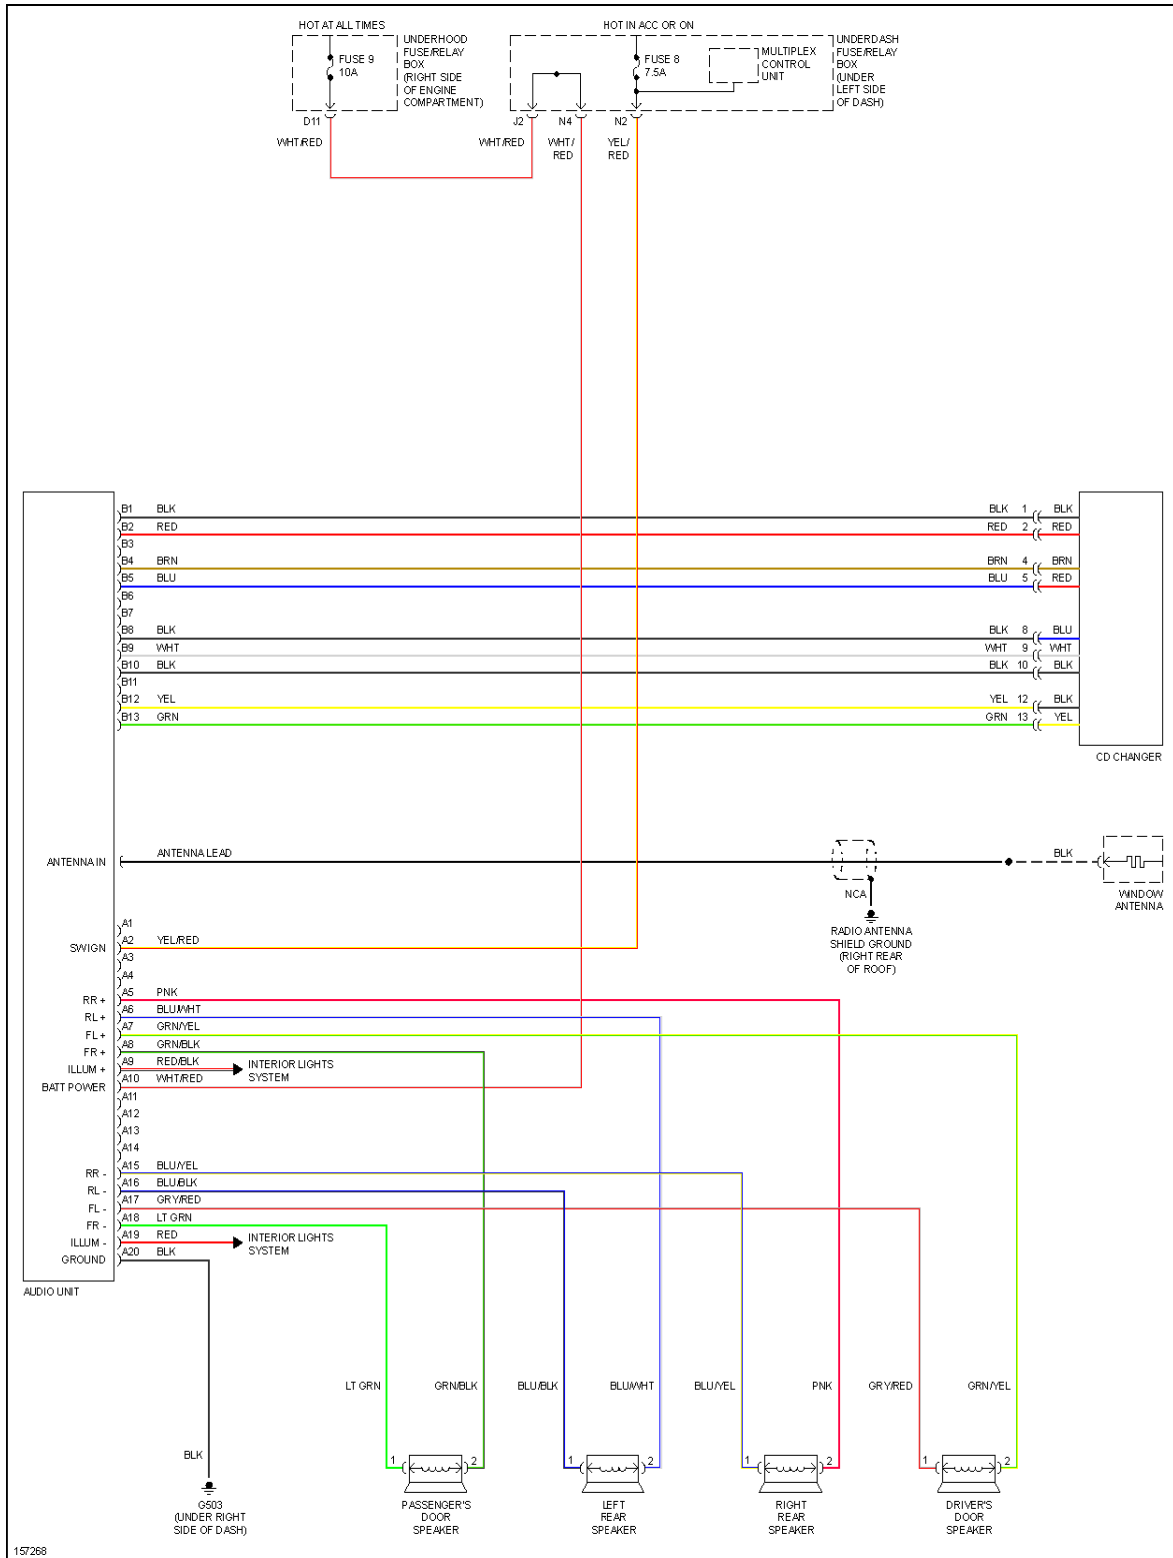 HOT AT ALL TIMES
HOT IN ACC OR ON
UNDERHOOD
FUSE/RELAY
BOX
(RIGHT SIDE
OF ENGINE
COMPARTMENT)
FUSE 9
10A
FUSE 8
7.5A
MULTIPLEX
CONTROL
UNIT
UNDERDASH
FUSE/RELAY
BOX
(UNDER
LEFT SIDE
OF DASH)
D11
J2
N4
N2
WHT/RED
WHT/RED
WHT/
RED
YEL/
RED
B1 BLK BLK 1 BLK
B2 RED RED 2 RED
B3
B4 BRN BRN 4 BRN
B5 BLU BLU 5 RED
B6
B7
B8 BLK BLK 8 BLU
B9 WHT WHT 9 WHT
B10 BLK BLK 10 BLK
B11
B12 YEL YEL 12 BLK
B13 GRN GRN 13 YEL
CD CHANGER
ANTENNA IN ANTENNA LEAD BLK
NCA
WINDOW
ANTENNA
RADIO ANTENNA
SHIELD GROUND
(RIGHT REAR
OF ROOF)
A1
SWIGN A2 YEL/RED
A3
A4
RR + A5 PNK
RL + A6 BLU/WHT
FL + A7 GRN/YEL
FR + A8 GRN/BLK
ILLUM + A9 RED/BLK INTERIOR LIGHTS
SYSTEM
BATT POWER A10 WHT/RED
A11
A12
A13
A14
RR - A15 BLU/YEL
RL - A16 BLU/BLK
FL - A17 GRY/RED
FR - A18 LT GRN
ILLUM - A19 RED INTERIOR LIGHTS
SYSTEM
GROUND A20 BLK
AUDIO UNIT
LT GRN GRN/BLK BLU/BLK BLU/WHT BLU/YEL PNK GRY/RED GRN/YEL
BLK
1 2 1 2 1 2 1 2
G503
(UNDER RIGHT
SIDE OF DASH)
PASSENGER'S
DOOR
SPEAKER
LEFT
REAR
SPEAKER
RIGHT
REAR
SPEAKER
DRIVER'S
DOOR
SPEAKER
157268